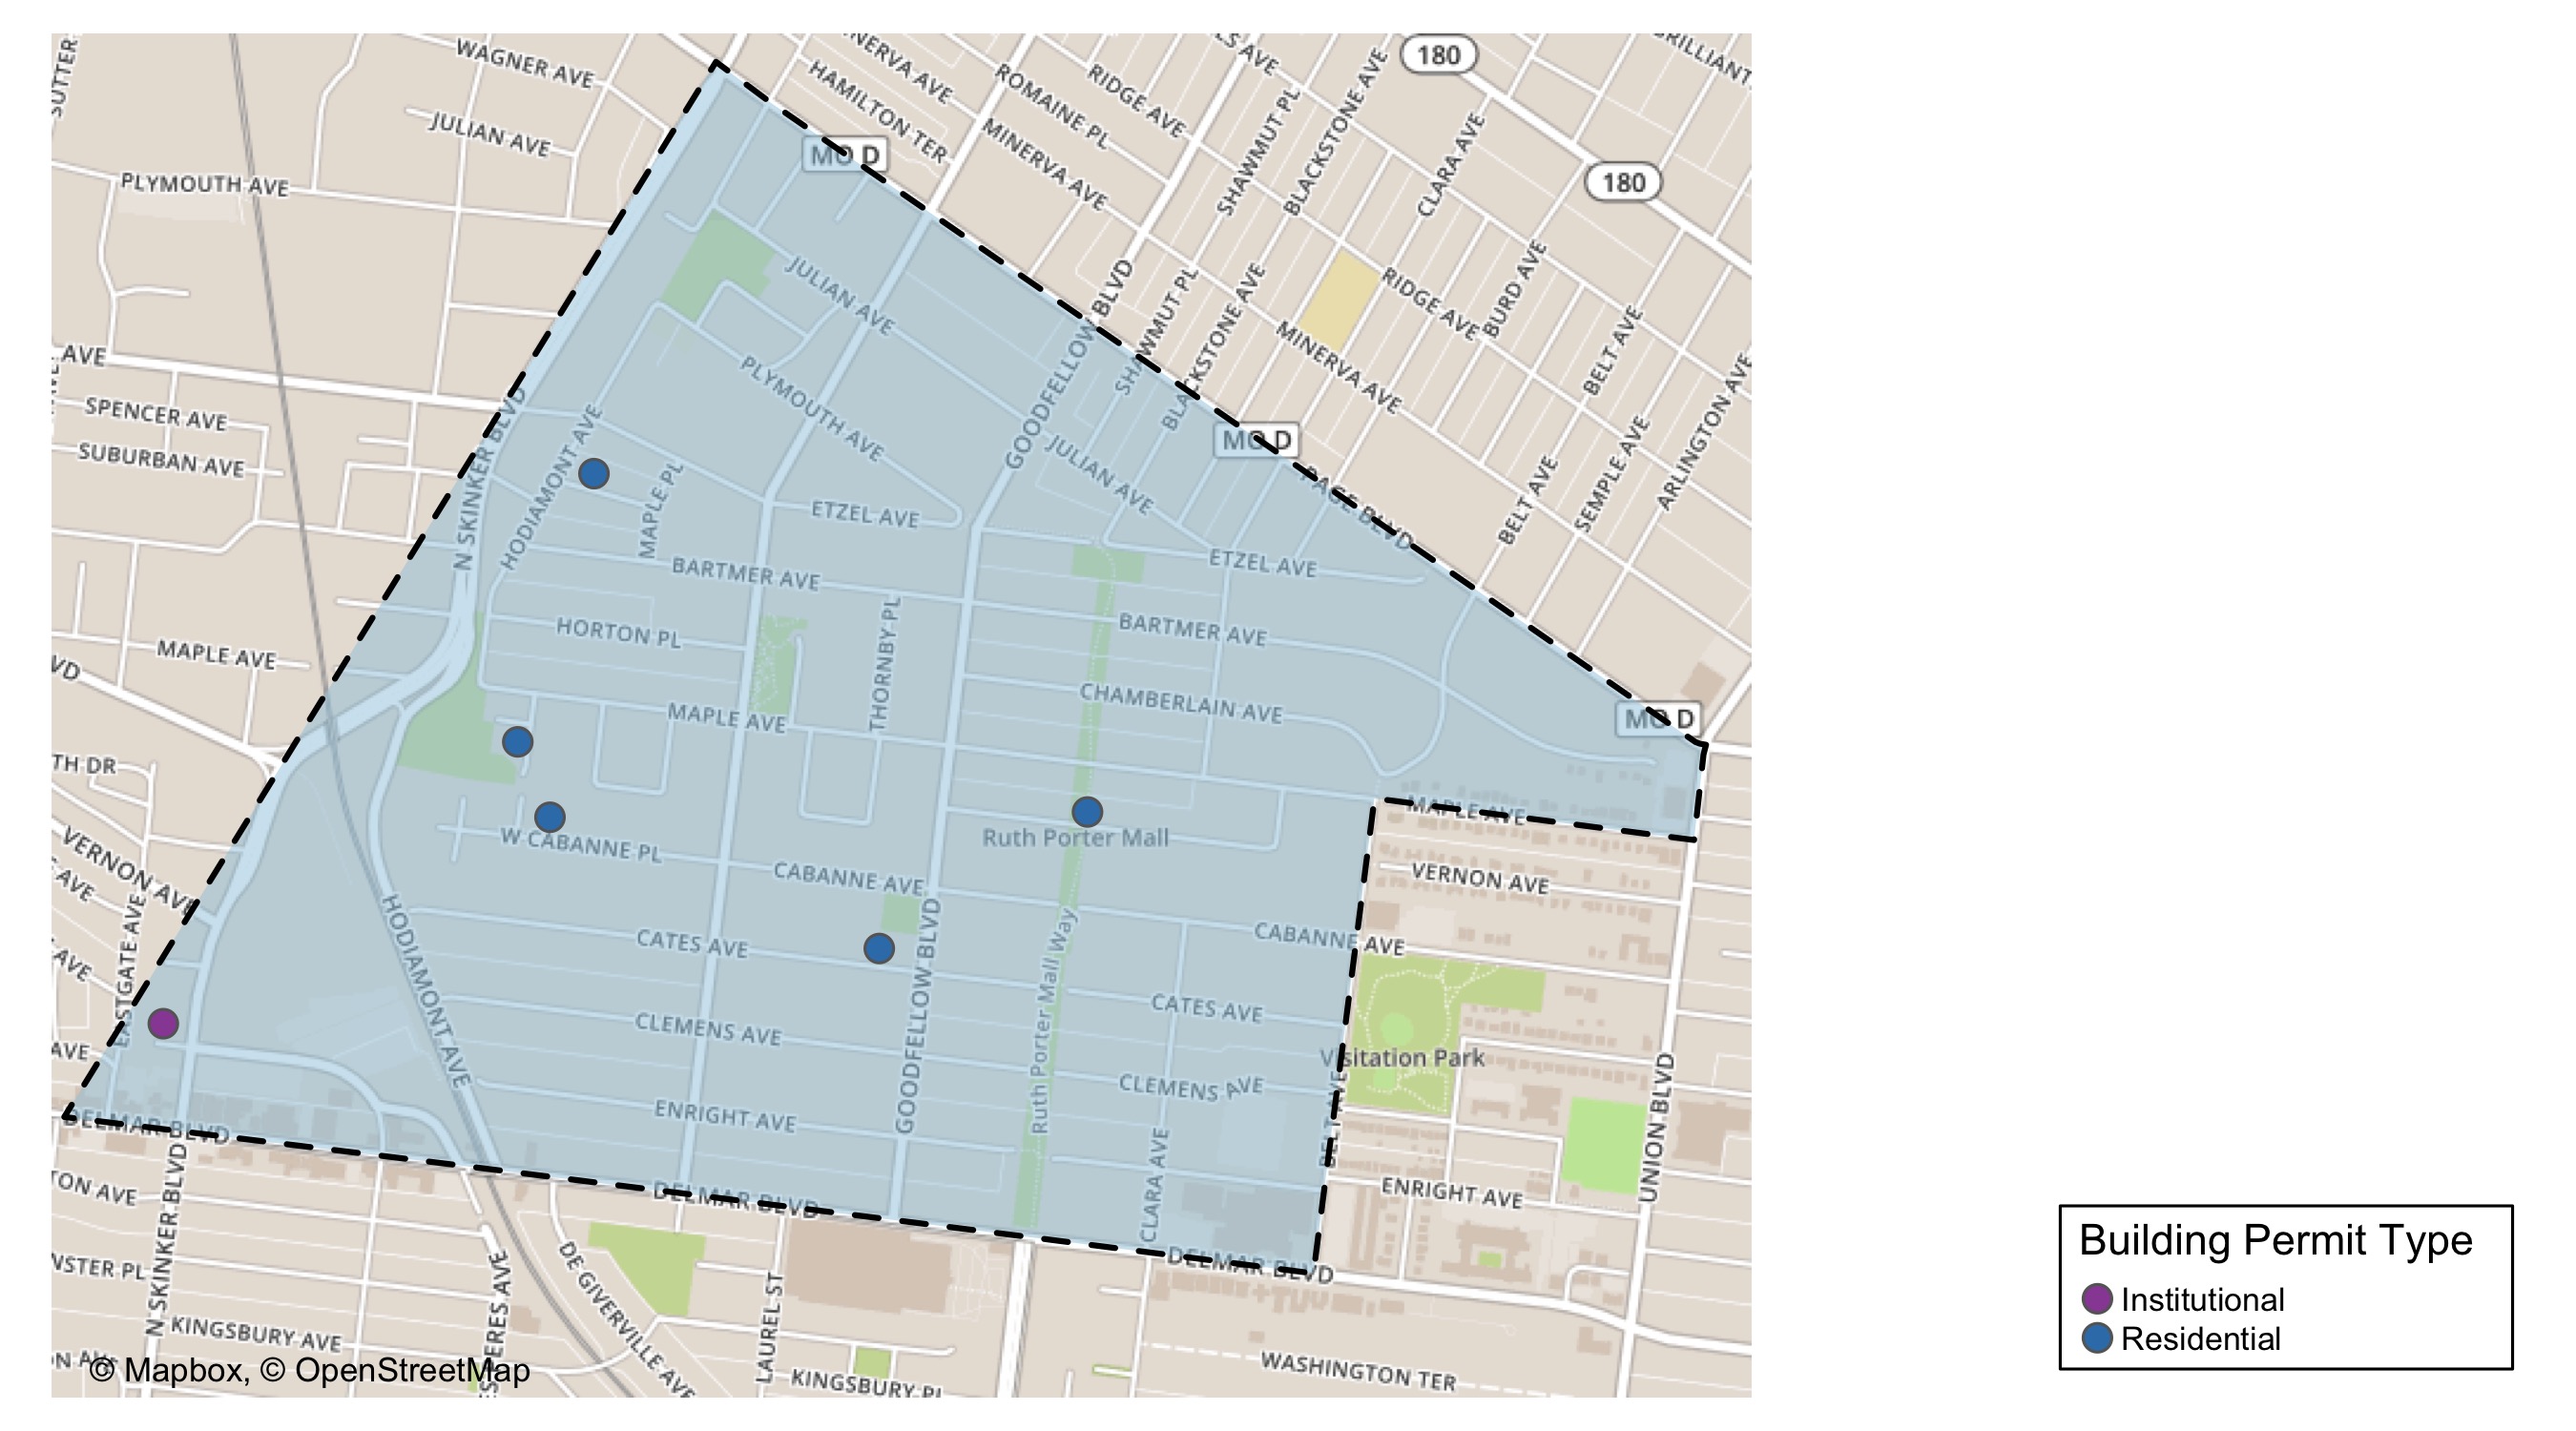 WAGNER AVE
JULIAN AVE
PLYMOUTH AVE
HAMILTON TER
ROMAINE PL
RIDGE AVE
MINERVA AVE
SHAWMUT PL
BLACKSTONE AVE
CLARA AVE
180
180
MO D
JULIAN AVE
GOODFELLOW BLVD
SHAWMUT PL
BLACKSTONE AVE
RIDGE AVE
BURD AVE
MINERVA AVE
BELT AVE
SEMPLE AVE
ARLINGTON AVE
BELT AVE
AVE
SPENCER AVE
SUBURBAN AVE
N SKINKER BLVD
HODIAMONT AVE
MAPLE PL
PLYMOUTH AVE
ETZEL AVE
JULIAN AVE
MO D
PAGE BLVD
ETZEL AVE
BARTMER AVE
BARTMER AVE
HORTON PL
THORNBY PL
MAPLE AVE
CHAMBERLAIN AVE
MAPLE AVE
MO D
MAPLE AVE
TH DR
VERNON AVE
AVE
W CABANNE PL
CABANNE AVE
Ruth Porter Mall
VERNON AVE
CABANNE AVE
EASTGATE AVE
AVE
HODIAMONT AVE
CATES AVE
GOODFELLOW BLVD
Ruth Porter Mall Way
CATES AVE
CLEMENS AVE
CLEMENS AVE
Visitation Park
AVE
ENRIGHT AVE
BELT AVE
UNION BLVD
CLARA AVE
ENRIGHT AVE
DELMAR BLVD
DELMAR BLVD
DELMAR BLVD
TON AVE
N SKINKER BLVD
NSTER PL
KINGSBURY AVE
DE GIVERVILLE AVE
LAUREL ST
KINGSBURY PL
WASHINGTON TER
© Mapbox, © OpenStreetMap
Building Permit Type
Institutional
Residential